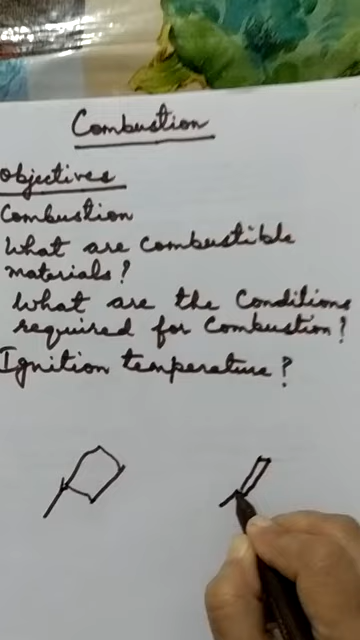 Combustion
Objectives
Combustion
What are combustible
materials?
What are the Conditions
required for Combustion?
Ignition temperature?